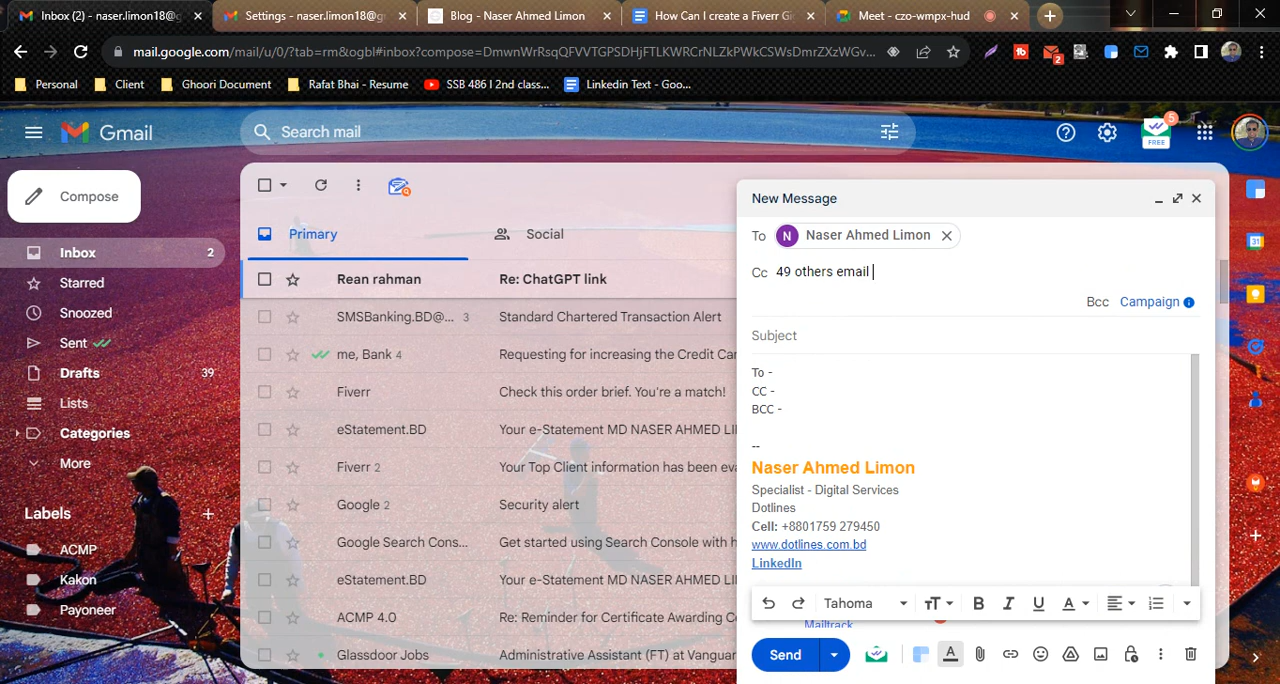 Inbox (2) - naser.limon18@g
Settings - naser.limon18@g
Blog - Naser Ahmed Limon
How Can I create a Fiverr Gi
Meet - czo-wmpx-hud
mail.google.com/mail/u/0/?tab=rm&ogbl#inbox?compose=DmwnWrRsqQFVVTGPSDHjFTLKWRCrNLZkPWkCSWsDmrZXzWGv...
2
Personal
Client
Ghoori Document
Rafat Bhai - Resume
SSB 486 l 2nd class...
Linkedin Text - Goo...
Gmail
Search mail
FREE
5
Compose
Inbox 2
Starred
Snoozed
Sent
Drafts 39
Lists
Categories
More
Labels
ACMP
Kakon
Payoneer
Primary
Social
Rean rahman Re: ChatGPT link
SMSBanking.BD@... 3 Standard Chartered Transaction Alert
me, Bank 4 Requesting for increasing the Credit Car
Fiverr Check this order brief. You're a match!
eStatement.BD Your e-Statement MD NASER AHMED LI
Fiverr 2 Your Top Client information has been eva
Google 2 Security alert
Google Search Cons... Get started using Search Console with h
eStatement.BD Your e-Statement MD NASER AHMED LI
ACMP 4.0 Re: Reminder for Certificate Awarding C
Glassdoor Jobs Administrative Assistant (FT) at Vanguar
New Message
To N Naser Ahmed Limon
Cc 49 others email
Bcc Campaign
Subject
To -
CC -
BCC -
--
Naser Ahmed Limon
Specialist - Digital Services
Dotlines
Cell: +8801759 279450
www.dotlines.com.bd
LinkedIn
Tahoma
Mailtrack
Send
31